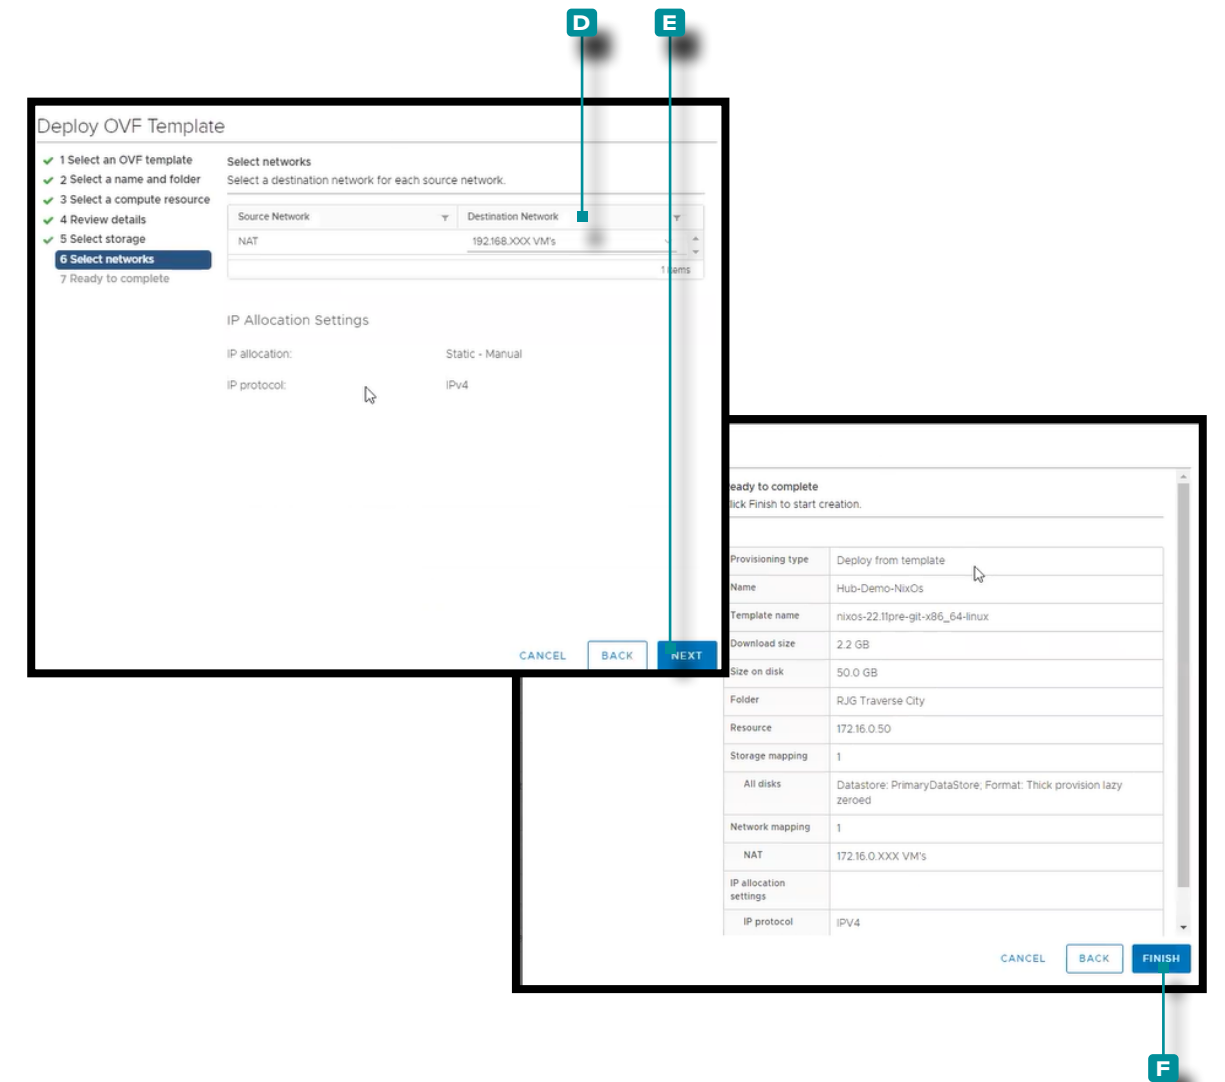 D
E
Deploy OVF Template
1 Select an OVF template
2 Select a name and folder
3 Select a compute resource
4 Review details
5 Select storage
6 Select networks
7 Ready to complete
Select networks
Select a destination network for each source network.
Source Network
Destination Network
NAT
192.168.XXX VM's
1 items
IP Allocation Settings
IP allocation:
Static - Manual
IP protocol:
IPv4
CANCEL
BACK
NEXT
eady to complete
lick Finish to start creation.
Provisioning type
Deploy from template
Name
Hub-Demo-NixOs
Template name
nixos-22.11pre-git-x86_64-linux
Download size
2.2 GB
Size on disk
50.0 GB
Folder
RJG Traverse City
Resource
172.16.0.50
Storage mapping
1
All disks
Datastore: PrimaryDataStore; Format: Thick provision lazy
zeroed
Network mapping
1
NAT
172.16.0.XXX VM's
IP allocation
settings
IP protocol
IPV4
CANCEL
BACK
FINISH
F